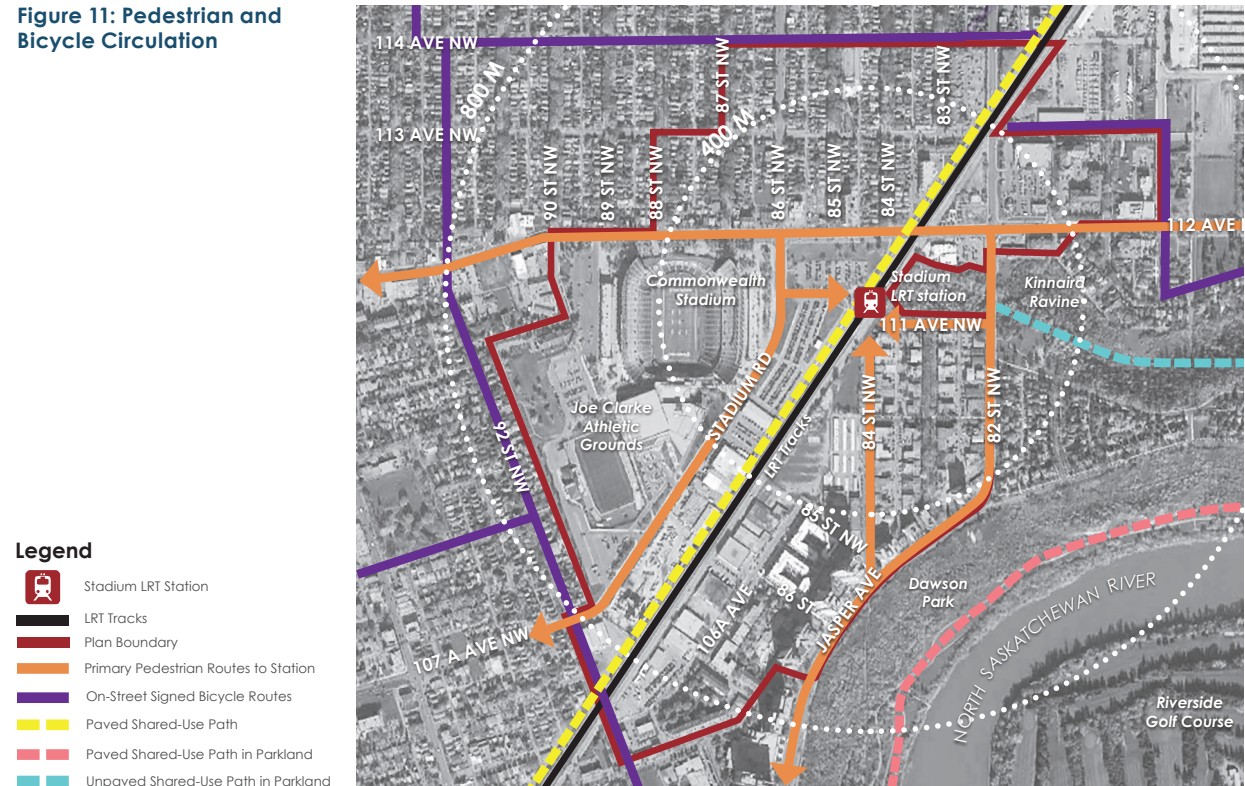 Figure 11: Pedestrian and
Bicycle Circulation
114 AVE NW
800 M
87 ST NW
83 ST NW
113 AVE NW
400 M
90 ST NW
89 ST NW
88 ST NW
86 ST NW
85 ST NW
84 ST NW
112 AVE
Commonwealth
Stadium
Stadium
LRT station
Kinnaird
Ravine
111 AVE NW
STADIUM RD
Joe Clarke
Athletic
Grounds
84 ST NW
82 ST NW
92 ST NW
LRT Tracks
85 ST NW
86 ST
Dawson
Park
JASPER AVE
106A AVE
107 A AVE NW
NORTH SASKATCHEWAN RIVER
Riverside
Golf Course
Legend
Stadium LRT Station
LRT Tracks
Plan Boundary
Primary Pedestrian Routes to Station
On-Street Signed Bicycle Routes
Paved Shared-Use Path
Paved Shared-Use Path in Parkland
Unpaved Shared-Use Path in Parkland